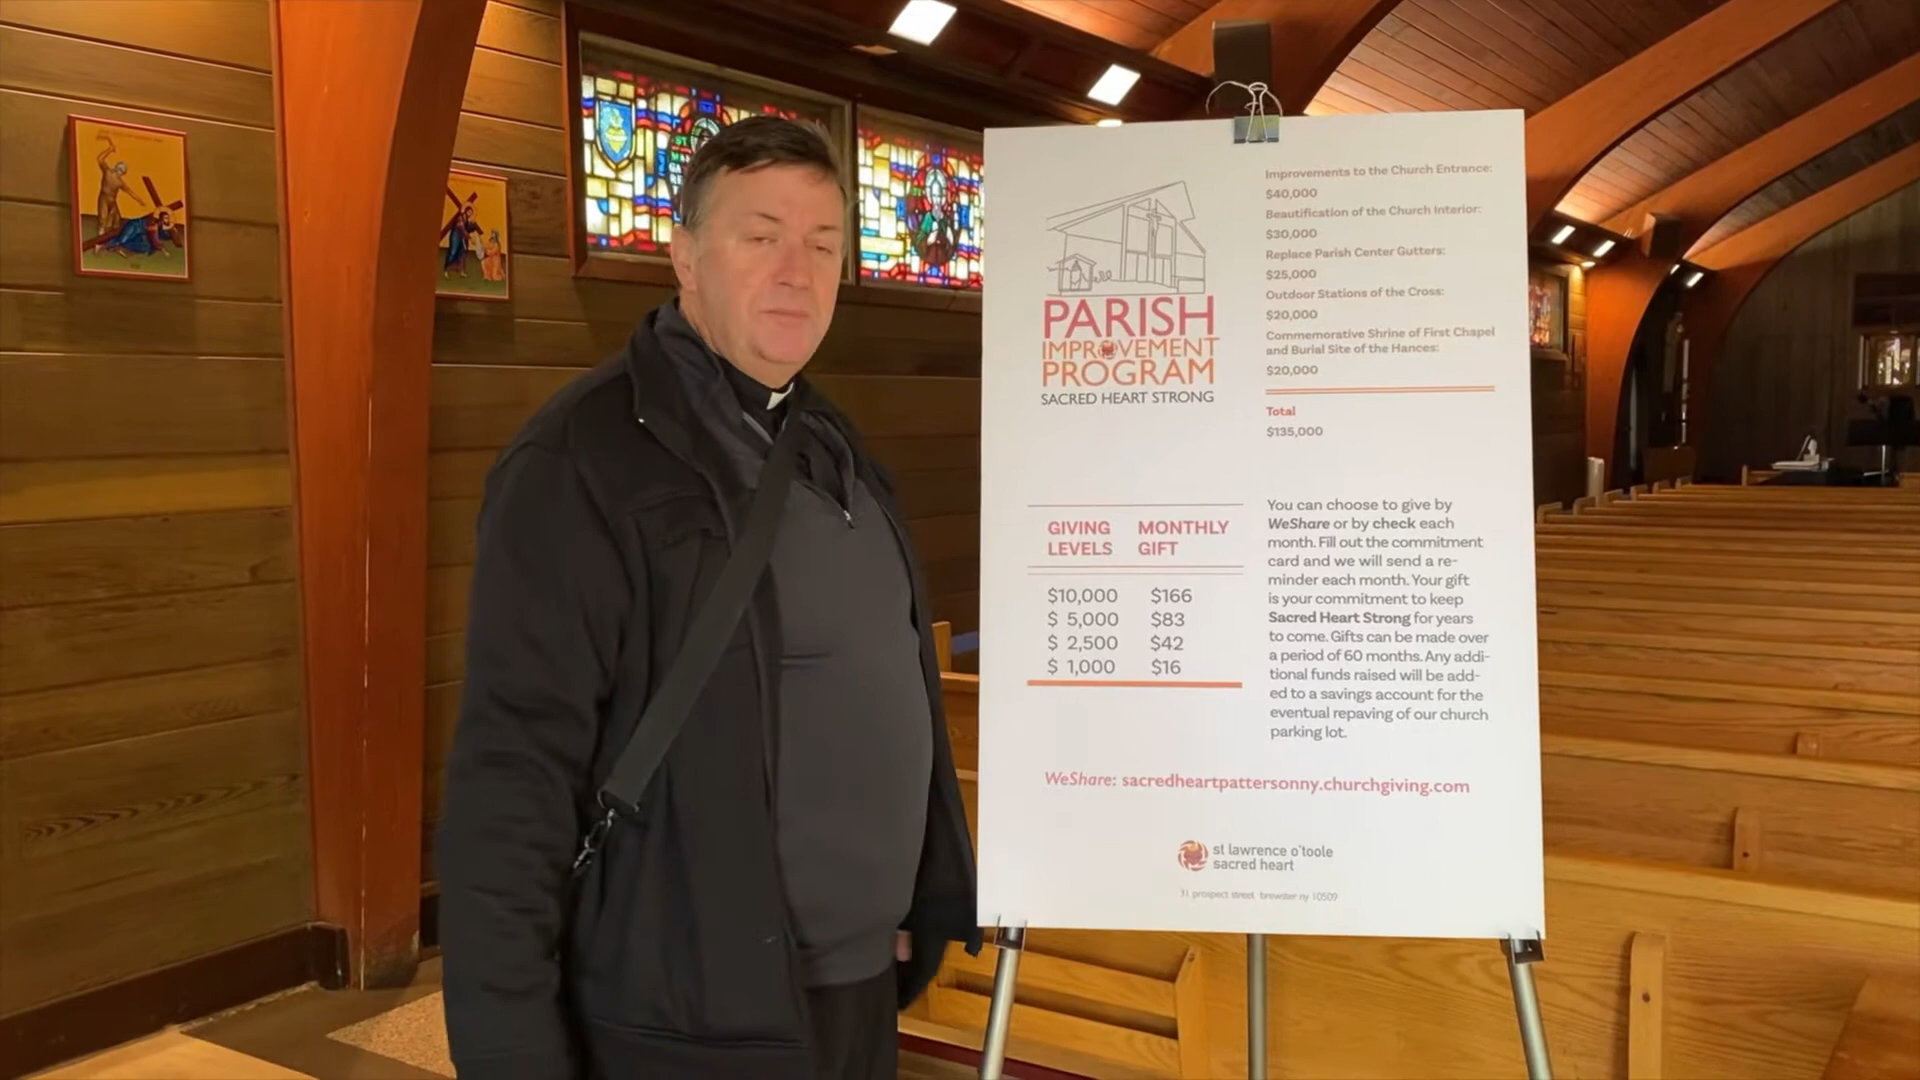 PARISH
IMPROVEMENT
PROGRAM
SACRED HEART STRONG
Improvements to the Church Entrance:
$40,000
Beautification of the Church Interior:
$30,000
Replace Parish Center Gutters:
$25,000
Outdoor Stations of the Cross:
$20,000
Commemorative Shrine of First Chapel
and Burial Site of the Hances:
$20,000
Total
$135,000
GIVING MONTHLY
LEVELS GIFT
$10,000 $166
$ 5,000 $83
$ 2,500 $42
$ 1,000 $16
You can choose to give by
WeShare or by check each
month. Fill out the commitment
card and we will send a re-
minder each month. Your gift
is your commitment to keep
Sacred Heart Strong for years
to come. Gifts can be made over
a period of 60 months. Any addi-
tional funds raised will be add-
ed to a savings account for the
eventual repaving of our church
parking lot.
WeShare: sacredheartpattersonny.churchgiving.com
st lawrence o'toole
sacred heart
31 prospect street brewster ny 10509